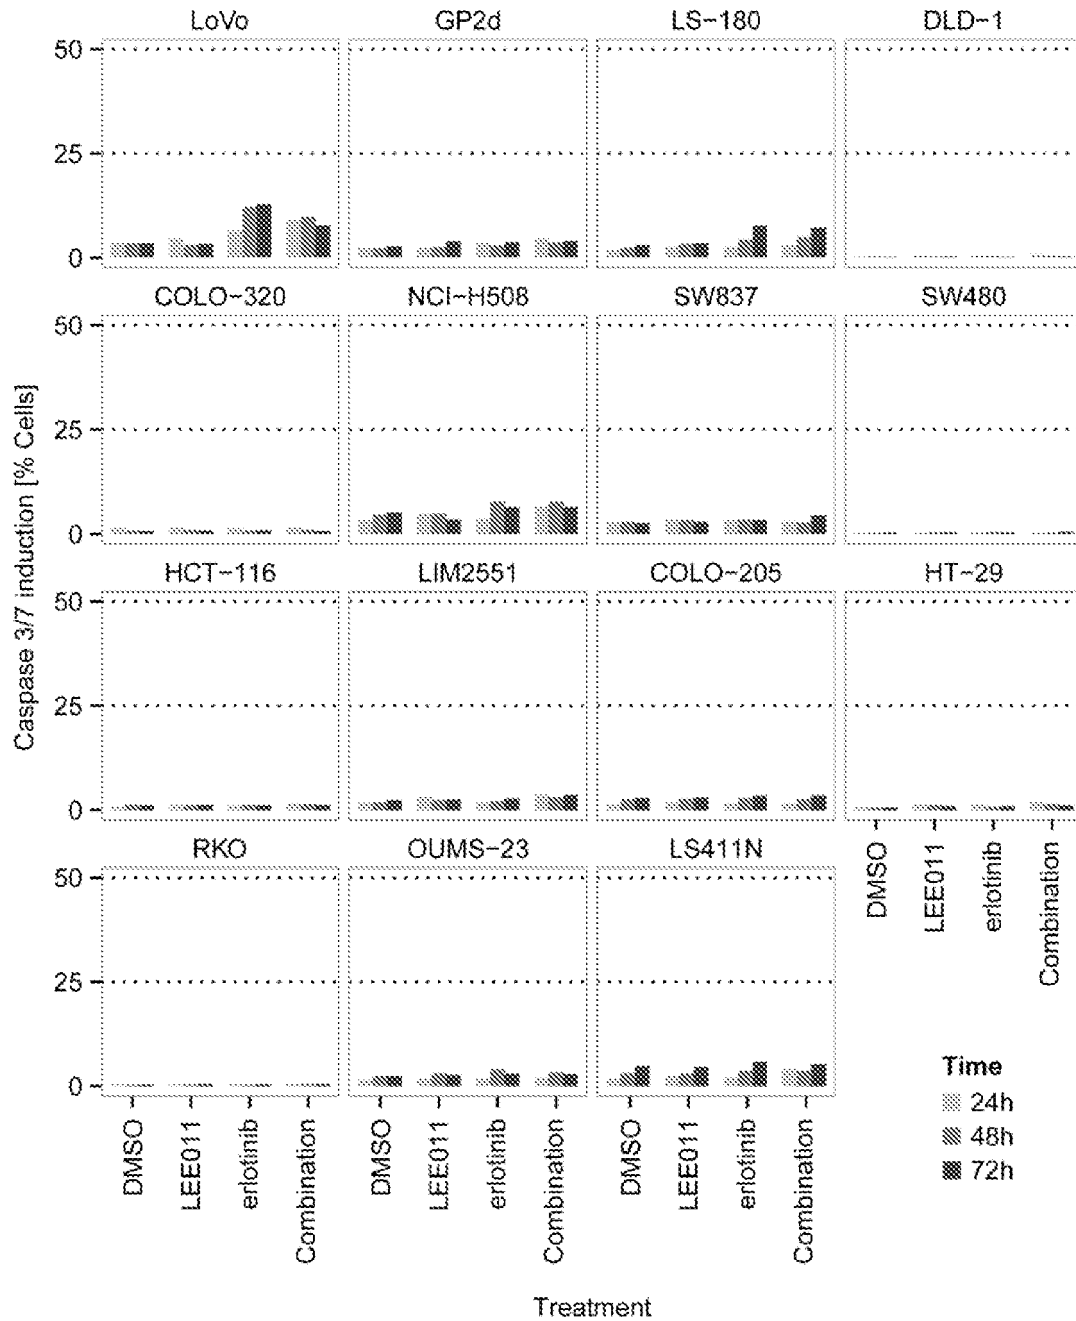 LoVo GP2d LS-180 DLD-1
50
25
0
COLO-320 NCI-H508 SW837 SW480
50
25
0
HCT-116 LIM2551 COLO-205 HT-29
50
25
0
RKO OUMS-23 LS411N
50
25
0
Caspase 3/7 induction [% Cells]
DMSO LEE011 erlotinib Combination
DMSO LEE011 erlotinib Combination
DMSO LEE011 erlotinib Combination
DMSO LEE011 erlotinib Combination
Treatment
Time
24h
48h
72h